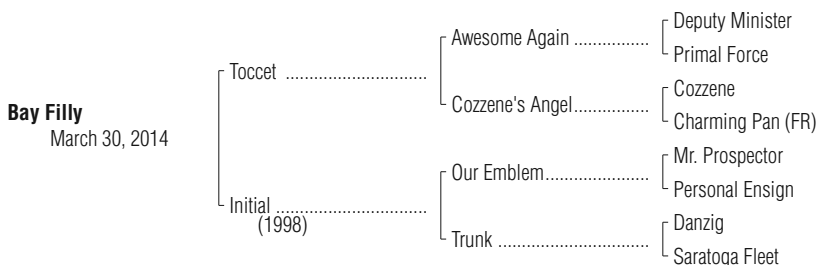 Deputy Minister
Awesome Again ................
Primal Force
Toccet ..............................
Cozzene
Cozzene's Angel................
Charming Pan (FR)
Bay Filly
March 30, 2014
Mr. Prospector
Our Emblem......................
Personal Ensign
Initial ................................
(1998)
Danzig
Trunk ................................
Saratoga Fleet